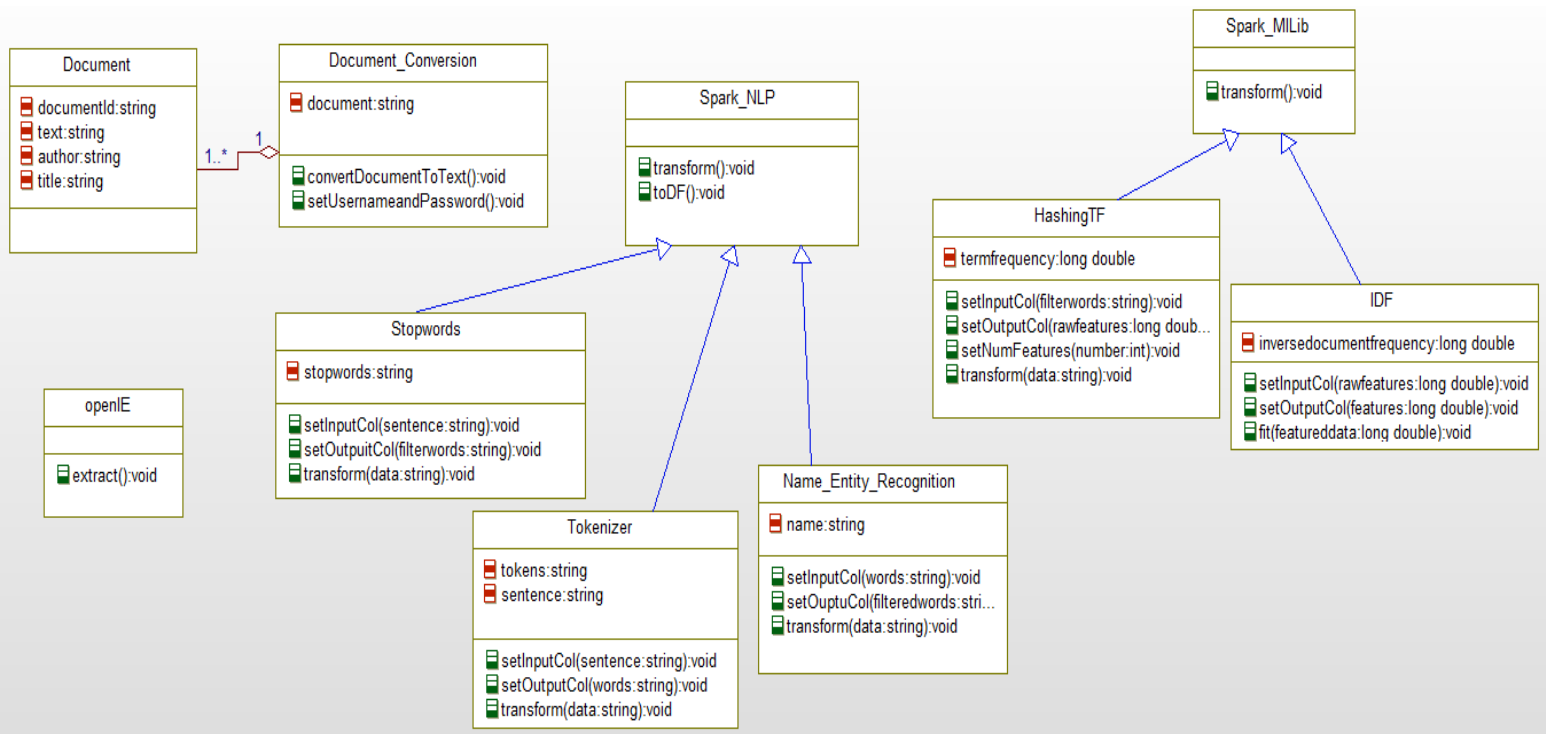 Document
documentId:string
text:string
author:string
title:string
1..*
1
Document_Conversion
document:string
convertDocumentToText():void
setUsernameandPassword():void
Spark_NLP
transform():void
toDF():void
Spark_MlLib
transform():void
HashingTF
termfrequency:long double
setInputCol(filterwords:string):void
setOutputCol(rawfeatures:long doub...
setNumFeatures(number:int):void
transform(data:string):void
IDF
inversedocumentfrequency:long double
setInputCol(rawfeatures:long double):void
setOutputCol(features:long double):void
fit(featureddata:long double):void
Stopwords
stopwords:string
setInputCol(sentence:string):void
setOutpuitCol(filterwords:string):void
transform(data:string):void
openIE
extract():void
Tokenizer
tokens:string
sentence:string
setInputCol(sentence:string):void
setOutputCol(words:string):void
transform(data:string):void
Name_Entity_Recognition
name:string
setInputCol(words:string):void
setOuptuCol(filteredwords:stri...
transform(data:string):void